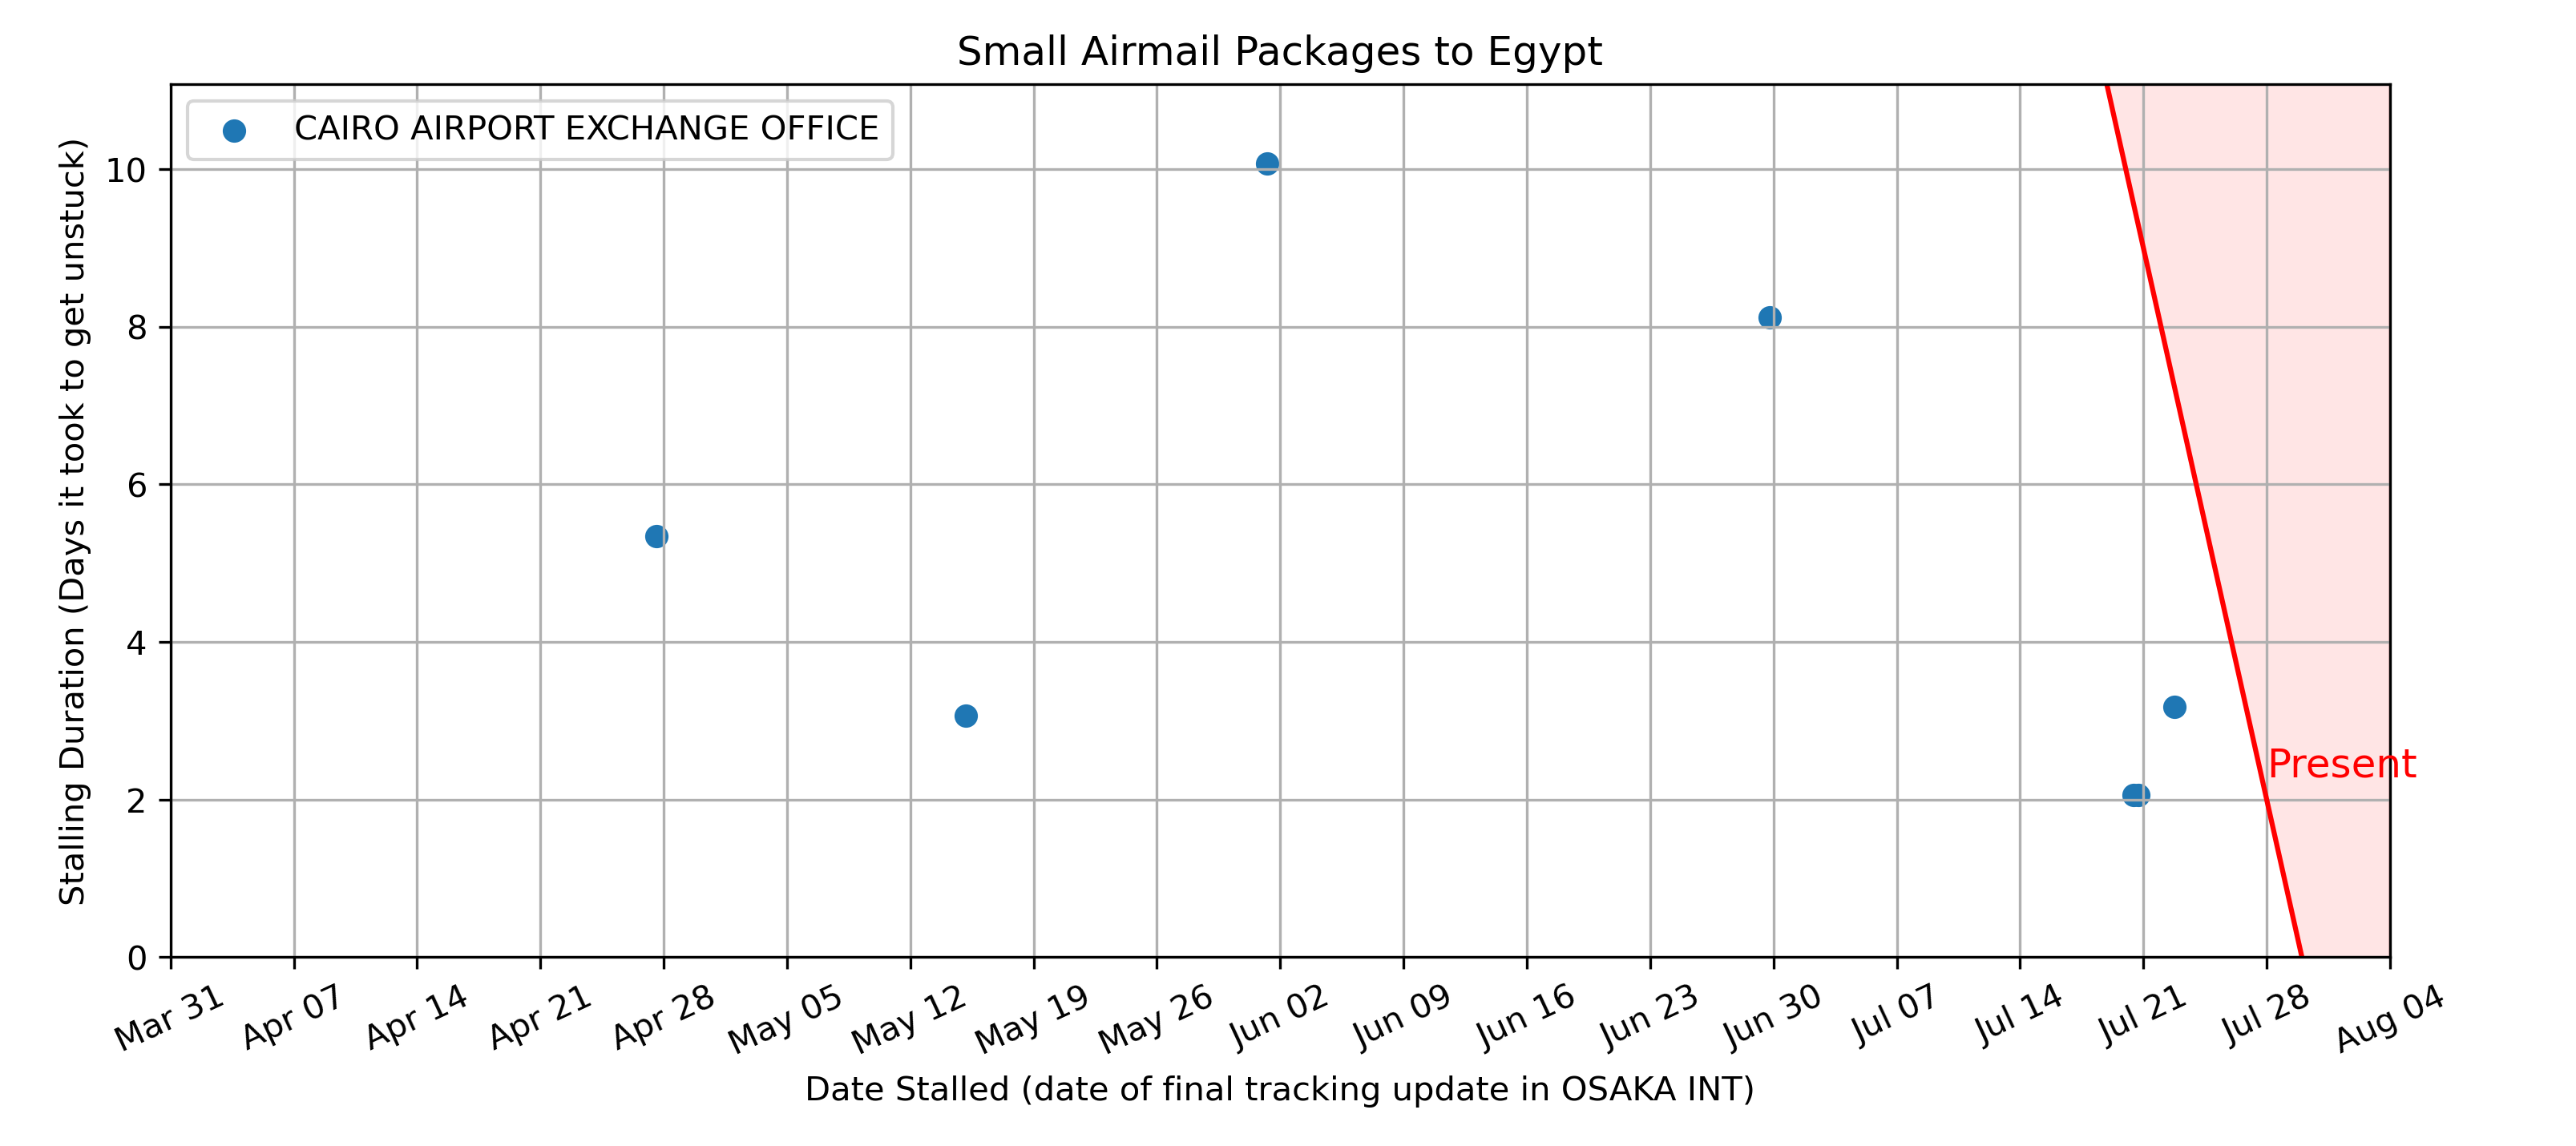 Small Airmail Packages to Egypt
CAIRO AIRPORT EXCHANGE OFFICE
Stalling Duration (Days it took to get unstuck)
10
8
6
4
2
0
Present
Mar 31
Apr 07
Apr 14
Apr 21
Apr 28
May 05
May 12
May 19
May 26
Jun 02
Jun 09
Jun 16
Jun 23
Jun 30
Jul 07
Jul 14
Jul 21
Jul 28
Aug 04
Date Stalled (date of final tracking update in OSAKA INT)